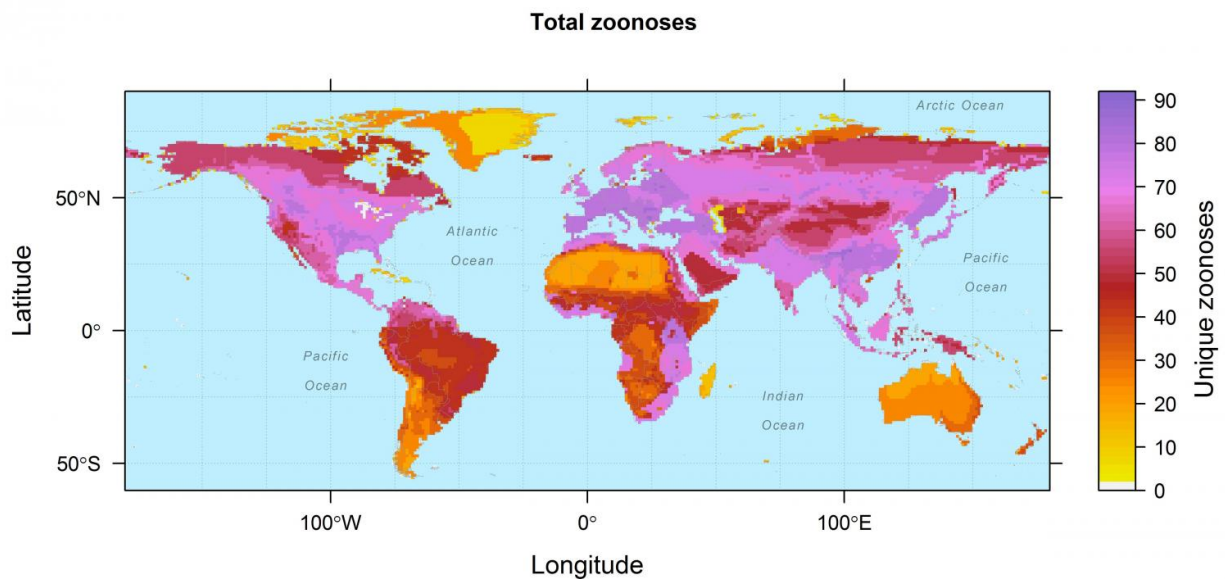 Total zoonoses
Arctic Ocean
Atlantic
Ocean
Pacific
Ocean
Pacific
Ocean
Indian
Ocean
50°N
0°
50°S
Latitude
100°W
0°
100°E
Longitude
90
80
70
60
50
40
30
20
10
0
Unique zoonoses